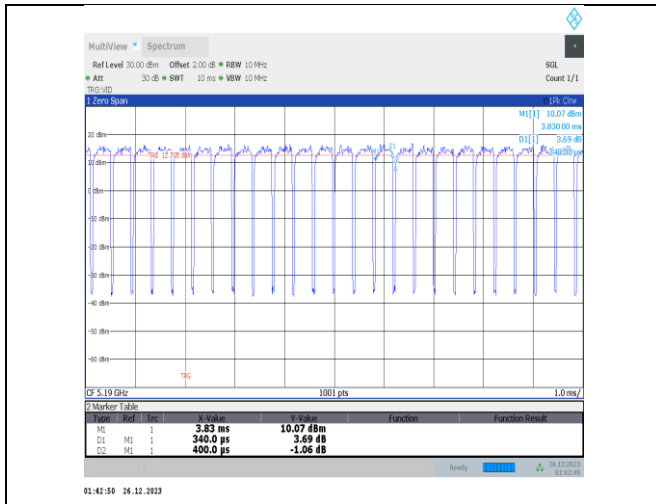 MultiView Spectrum
Ref Level 30.00 dBm Offset 2.00 dB RBW 10 MHz SGL
Att 30 dB SWT 10 ms VBW 10 MHz Count 1/1
TRG:VID
1 Zero Span 1Pk Clrw
M1[1] 10.07 dBm
3.83000 ms
20 dBm
D1[1] 3.69 dB
340.00 µs
TRG 12.700 dBm
M1 D1
0 dBm
-10 dBm
-20 dBm
-30 dBm
-40 dBm
-50 dBm
-60 dBm
TRG
CF 5.19 GHz 1001 pts 1.0 ms/
2 Marker Table
Type Ref Trc X-Value Y-Value Function Function Result
M1 1 3.83 ms 10.07 dBm
D1 M1 1 340.0 µs 3.69 dB
D2 M1 1 400.0 µs -1.06 dB
Ready 26.12.2023
01:42:49
01:42:50 26.12.2023